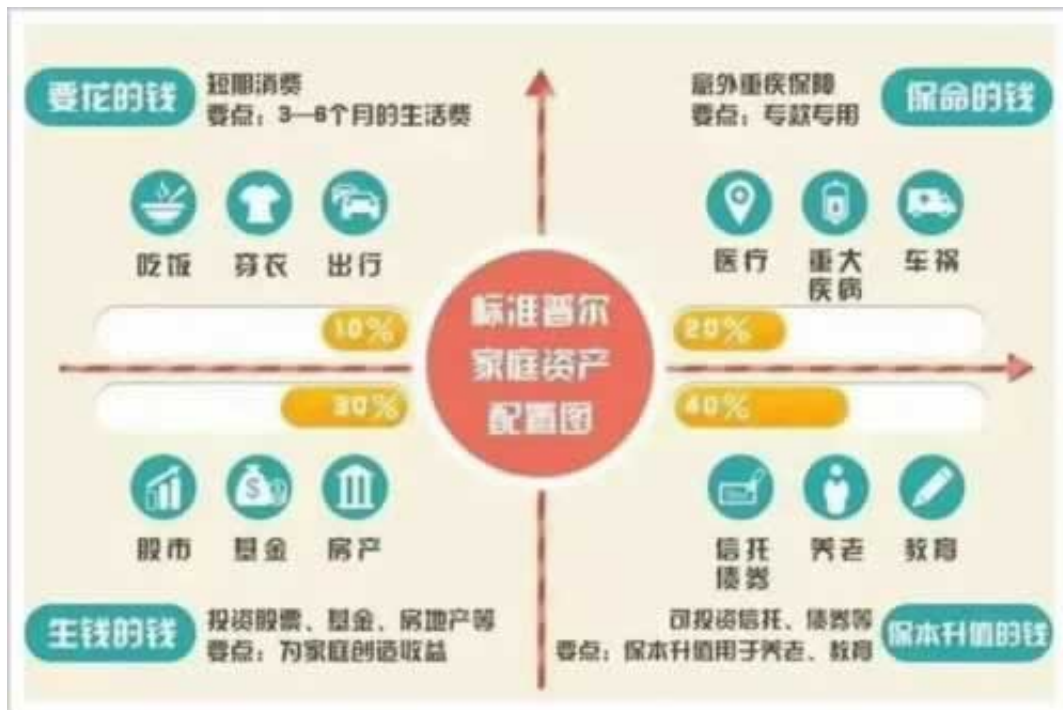 要花的钱
短期消费
要点：3—6个月的生活费
吃饭
穿衣
出行
10%
意外重疾保障
要点：专款专用
保命的钱
医疗
重大
疾病
车祸
20%
标准普尔
家庭资产
配置图
30%
股市
基金
房产
生钱的钱
投资股票、基金、房地产等
要点：为家庭创造收益
40%
信托
债券
养老
教育
可投资信托、债券等
要点：保本升值用于养老、教育
保本升值的钱